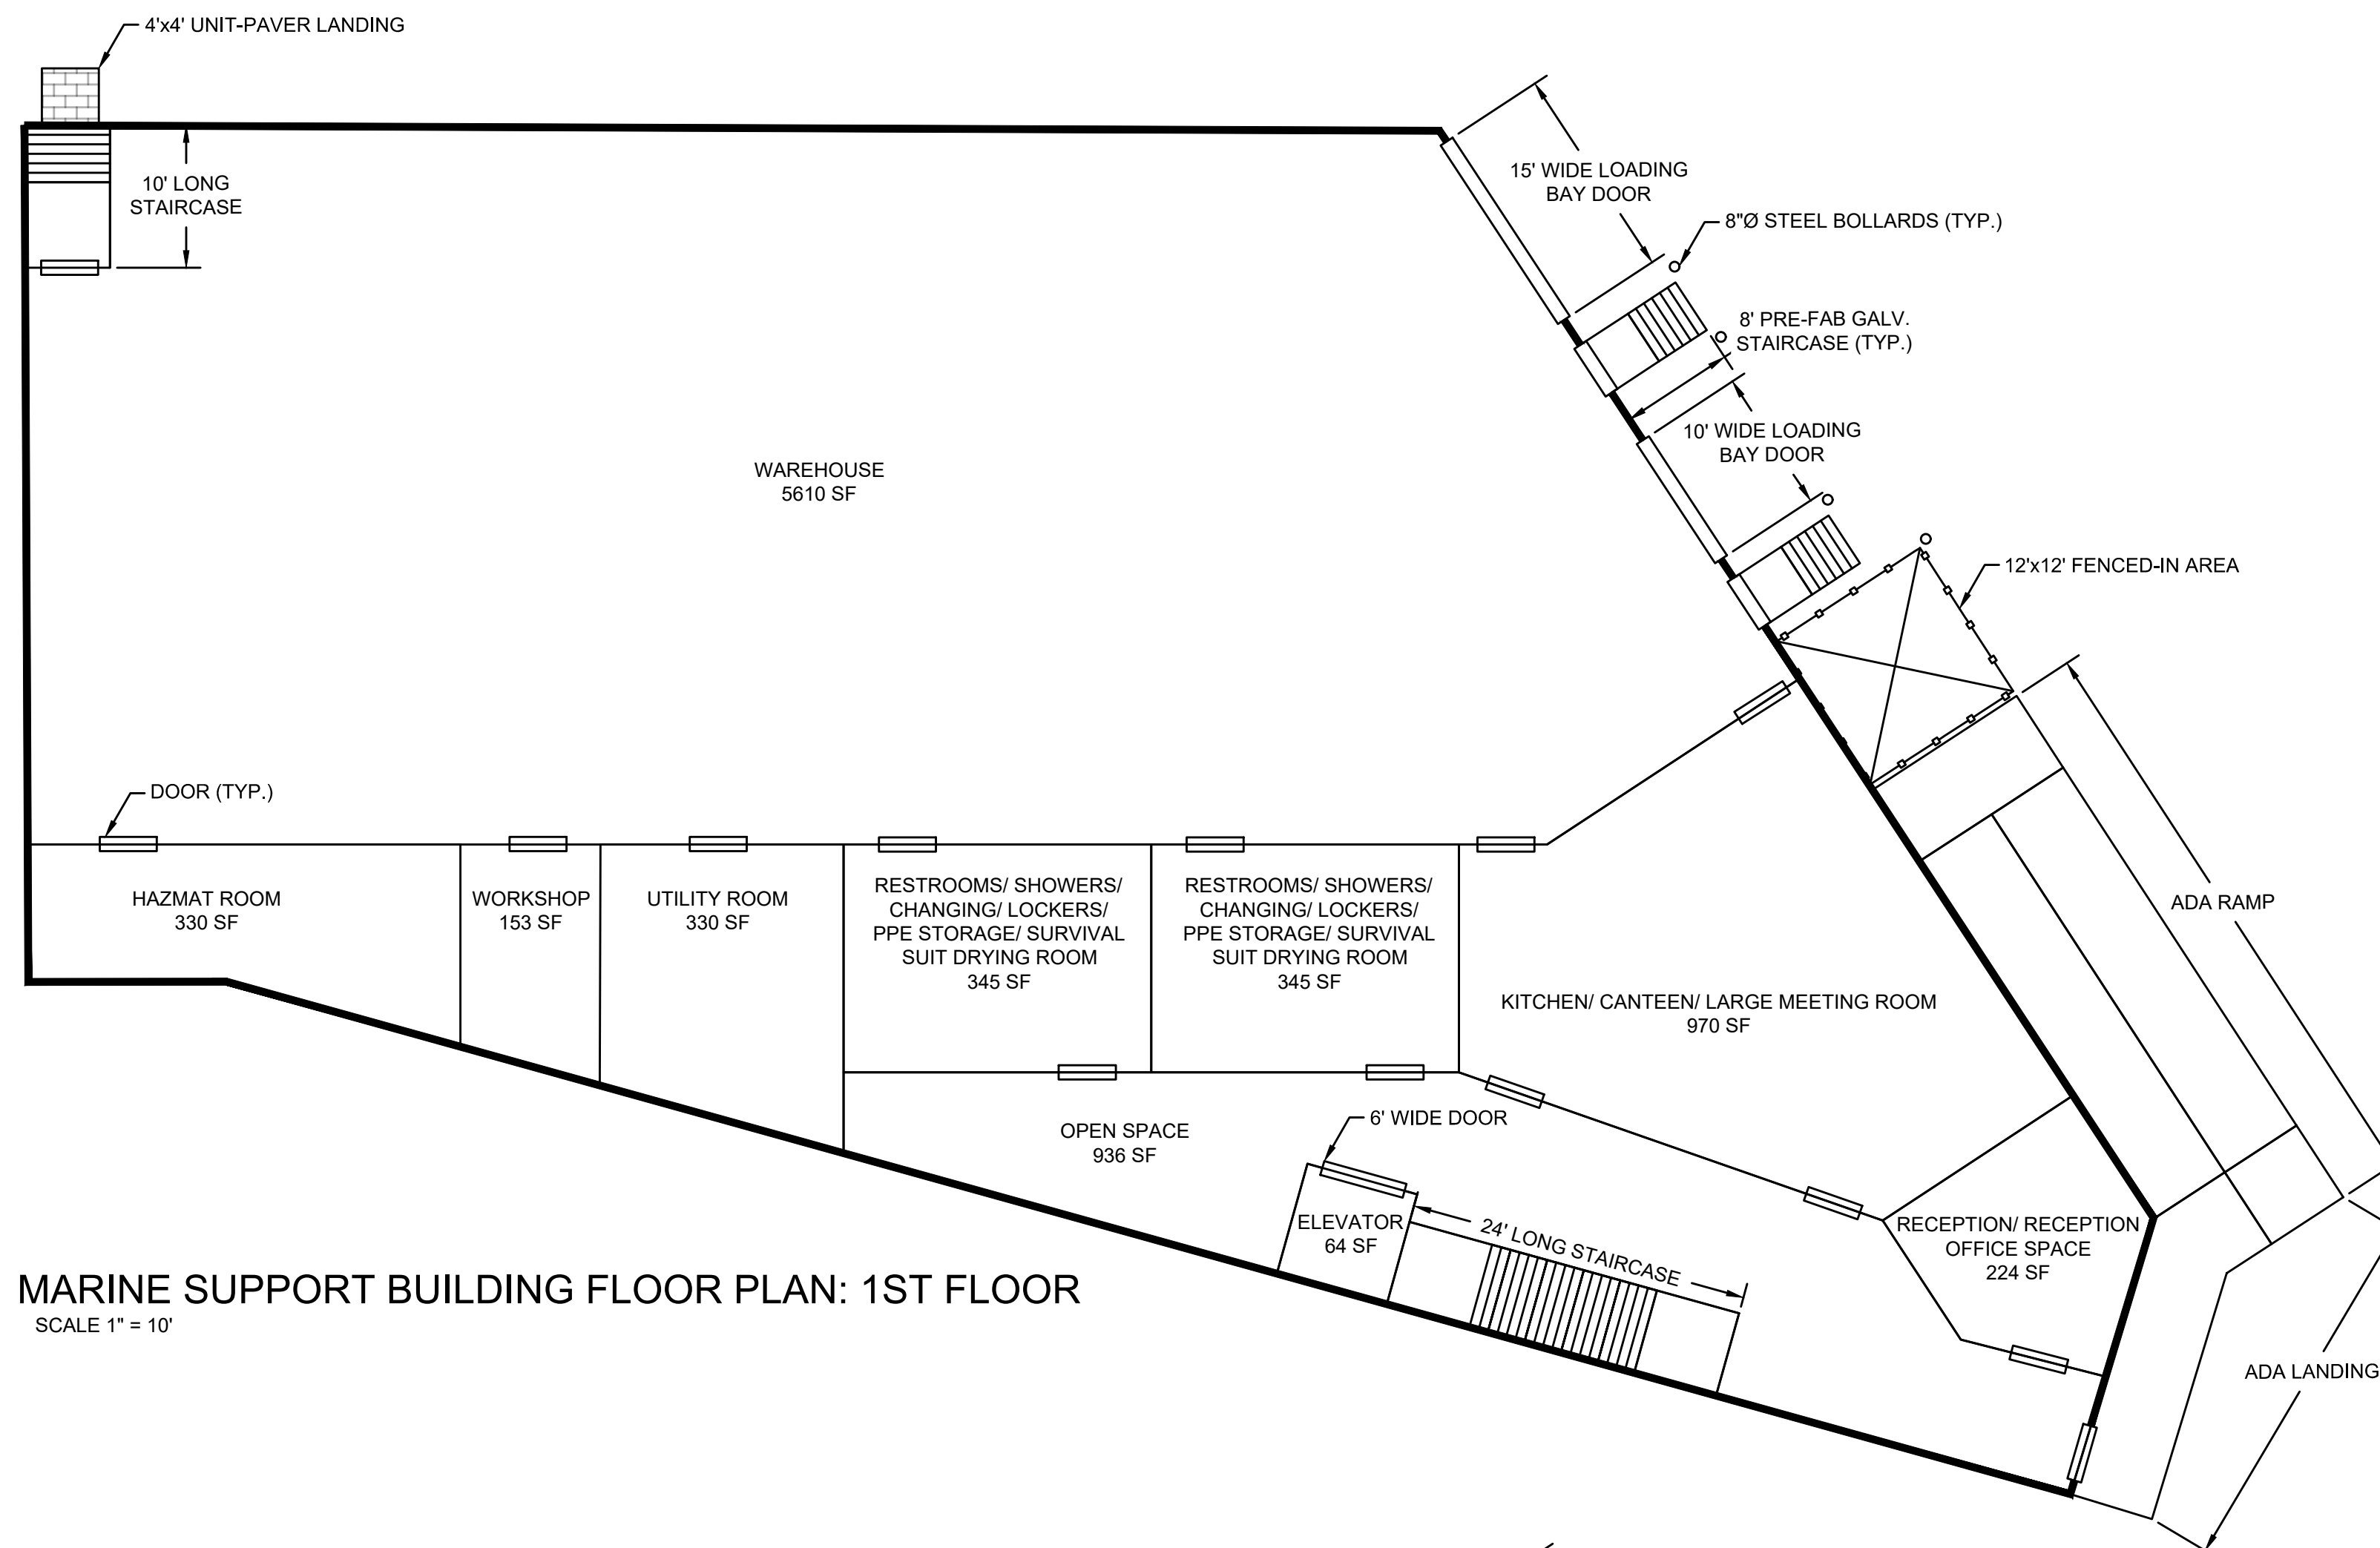 4'x4' UNIT-PAVER LANDING
10' LONG
STAIRCASE
15' WIDE LOADING
BAY DOOR
8"Ø STEEL BOLLARDS (TYP.)
8' PRE-FAB GALV.
STAIRCASE (TYP.)
10' WIDE LOADING
BAY DOOR
WAREHOUSE
5610 SF
12'x12' FENCED-IN AREA
DOOR (TYP.)
HAZMAT ROOM
330 SF
WORKSHOP
153 SF
UTILITY ROOM
330 SF
RESTROOMS/ SHOWERS/
CHANGING/ LOCKERS/
PPE STORAGE/ SURVIVAL
SUIT DRYING ROOM
345 SF
RESTROOMS/ SHOWERS/
CHANGING/ LOCKERS/
PPE STORAGE/ SURVIVAL
SUIT DRYING ROOM
345 SF
ADA RAMP
KITCHEN/ CANTEEN/ LARGE MEETING ROOM
970 SF
OPEN SPACE
936 SF
6' WIDE DOOR
ELEVATOR
64 SF
24' LONG STAIRCASE
RECEPTION/ RECEPTION
OFFICE SPACE
224 SF
ADA LANDING
MARINE SUPPORT BUILDING FLOOR PLAN: 1ST FLOOR
SCALE 1" = 10'